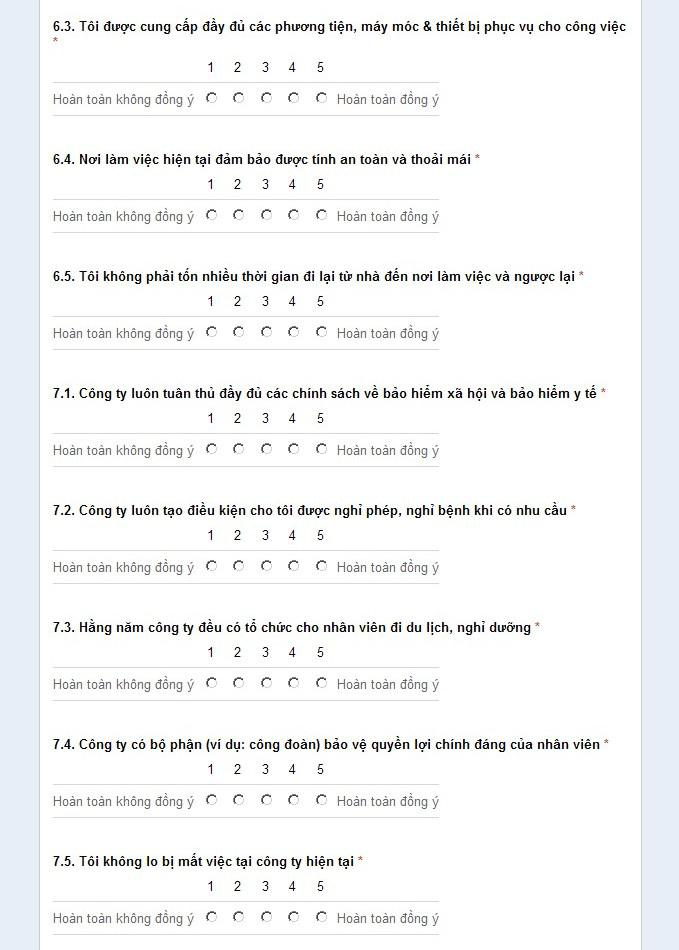 6.3. Tôi được cung cấp đầy đủ các phương tiện, máy móc & thiết bị phục vụ cho công việc
*
1 2 3 4 5
Hoàn toàn không đồng ý Hoàn toàn đồng ý
6.4. Nơi làm việc hiện tại đảm bảo được tính an toàn và thoải mái *
1 2 3 4 5
Hoàn toàn không đồng ý Hoàn toàn đồng ý
6.5. Tôi không phải tốn nhiều thời gian đi lại từ nhà đến nơi làm việc và ngược lại *
1 2 3 4 5
Hoàn toàn không đồng ý Hoàn toàn đồng ý
7.1. Công ty luôn tuân thủ đầy đủ các chính sách về bảo hiểm xã hội và bảo hiểm y tế *
1 2 3 4 5
Hoàn toàn không đồng ý Hoàn toàn đồng ý
7.2. Công ty luôn tạo điều kiện cho tôi được nghỉ phép, nghỉ bệnh khi có nhu cầu *
1 2 3 4 5
Hoàn toàn không đồng ý Hoàn toàn đồng ý
7.3. Hằng năm công ty đều có tổ chức cho nhân viên đi du lịch, nghỉ dưỡng *
1 2 3 4 5
Hoàn toàn không đồng ý Hoàn toàn đồng ý
7.4. Công ty có bộ phận (ví dụ: công đoàn) bảo vệ quyền lợi chính đáng của nhân viên *
1 2 3 4 5
Hoàn toàn không đồng ý Hoàn toàn đồng ý
7.5. Tôi không lo bị mất việc tại công ty hiện tại *
1 2 3 4 5
Hoàn toàn không đồng ý Hoàn toàn đồng ý